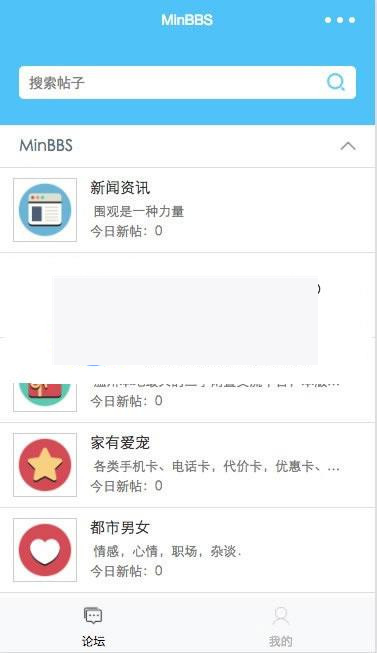 MinBBS
搜索帖子
MinBBS
新闻资讯
围观是一种力量
今日新帖：0
今日新帖：0
家有爱宠
各类手机卡、电话卡，代价卡，优惠卡、...
今日新帖：0
都市男女
情感，心情，职场，杂谈.
今日新帖：0
论坛
我的